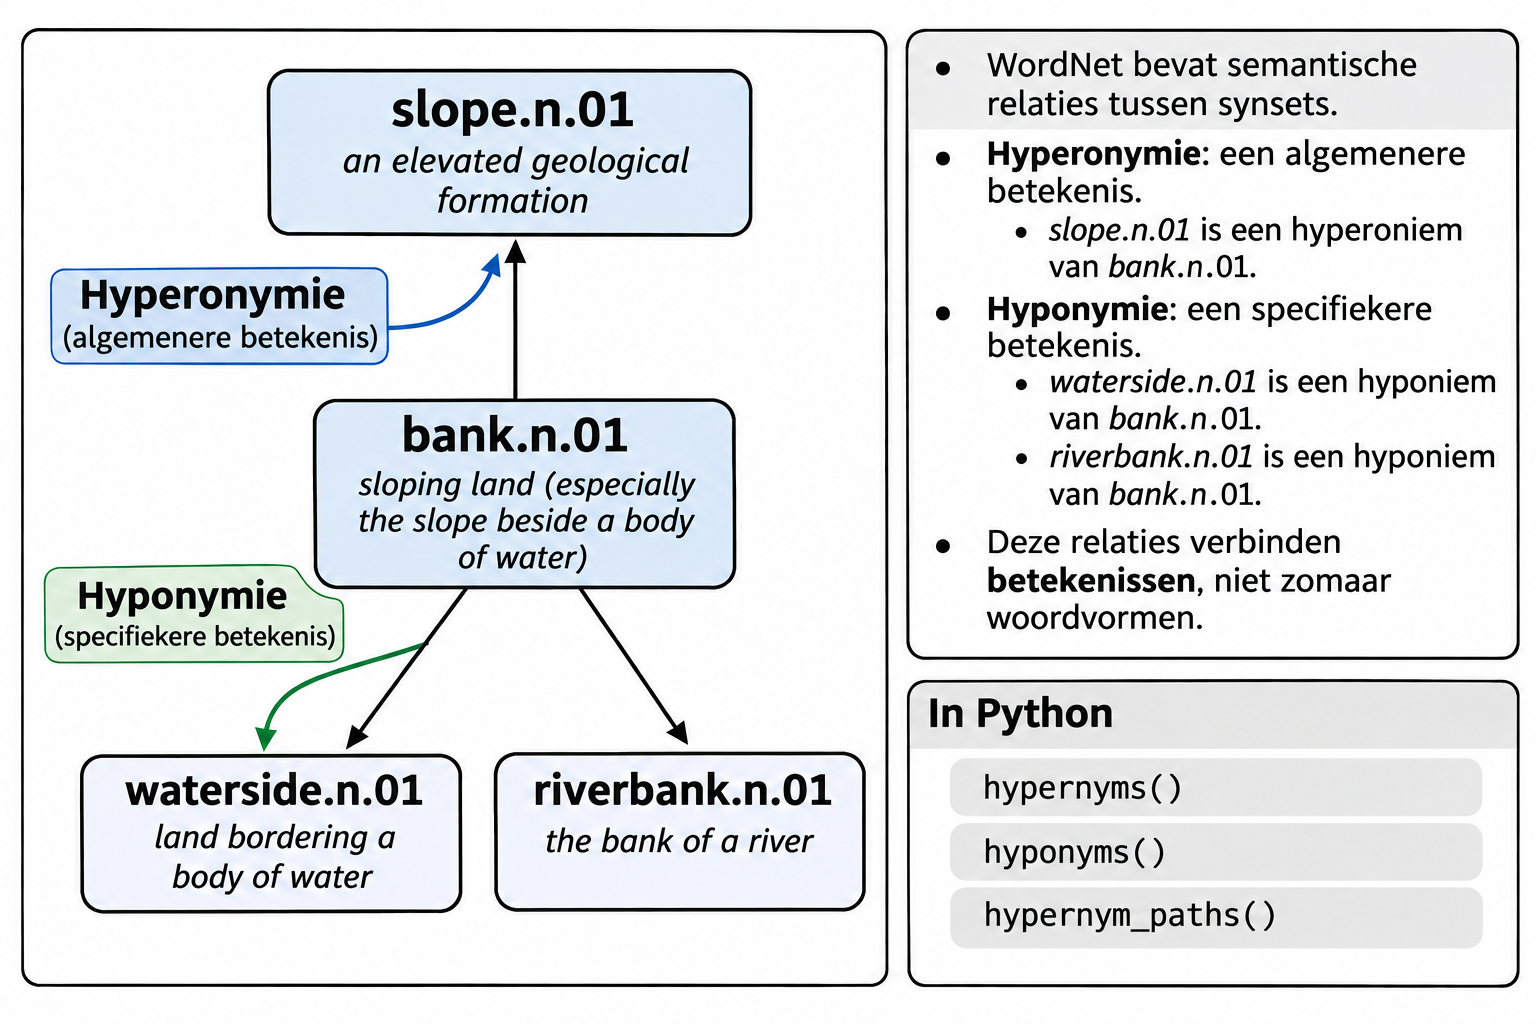 slope.n.01
an elevated geological
formation
Hyperonymie
(algemenere betekenis)
bank.n.01
sloping land (especially
the slope beside a body
of water)
Hyponymie
(specifiekere betekenis)
waterside.n.01
land bordering a
body of water
riverbank.n.01
the bank of a river
• WordNet bevat semantische
relaties tussen synsets.
• Hyperonymie: een algemenere
betekenis.
• slope.n.01 is een hyperoniem
van bank.n.01.
• Hyponymie: een specifiekere
betekenis.
• waterside.n.01 is een hyponiem
van bank.n.01.
• riverbank.n.01 is een hyponiem
van bank.n.01.
• Deze relaties verbinden
betekenissen, niet zomaar
woordvormen.
In Python
hypernyms()
hyponyms()
hypernym_paths()